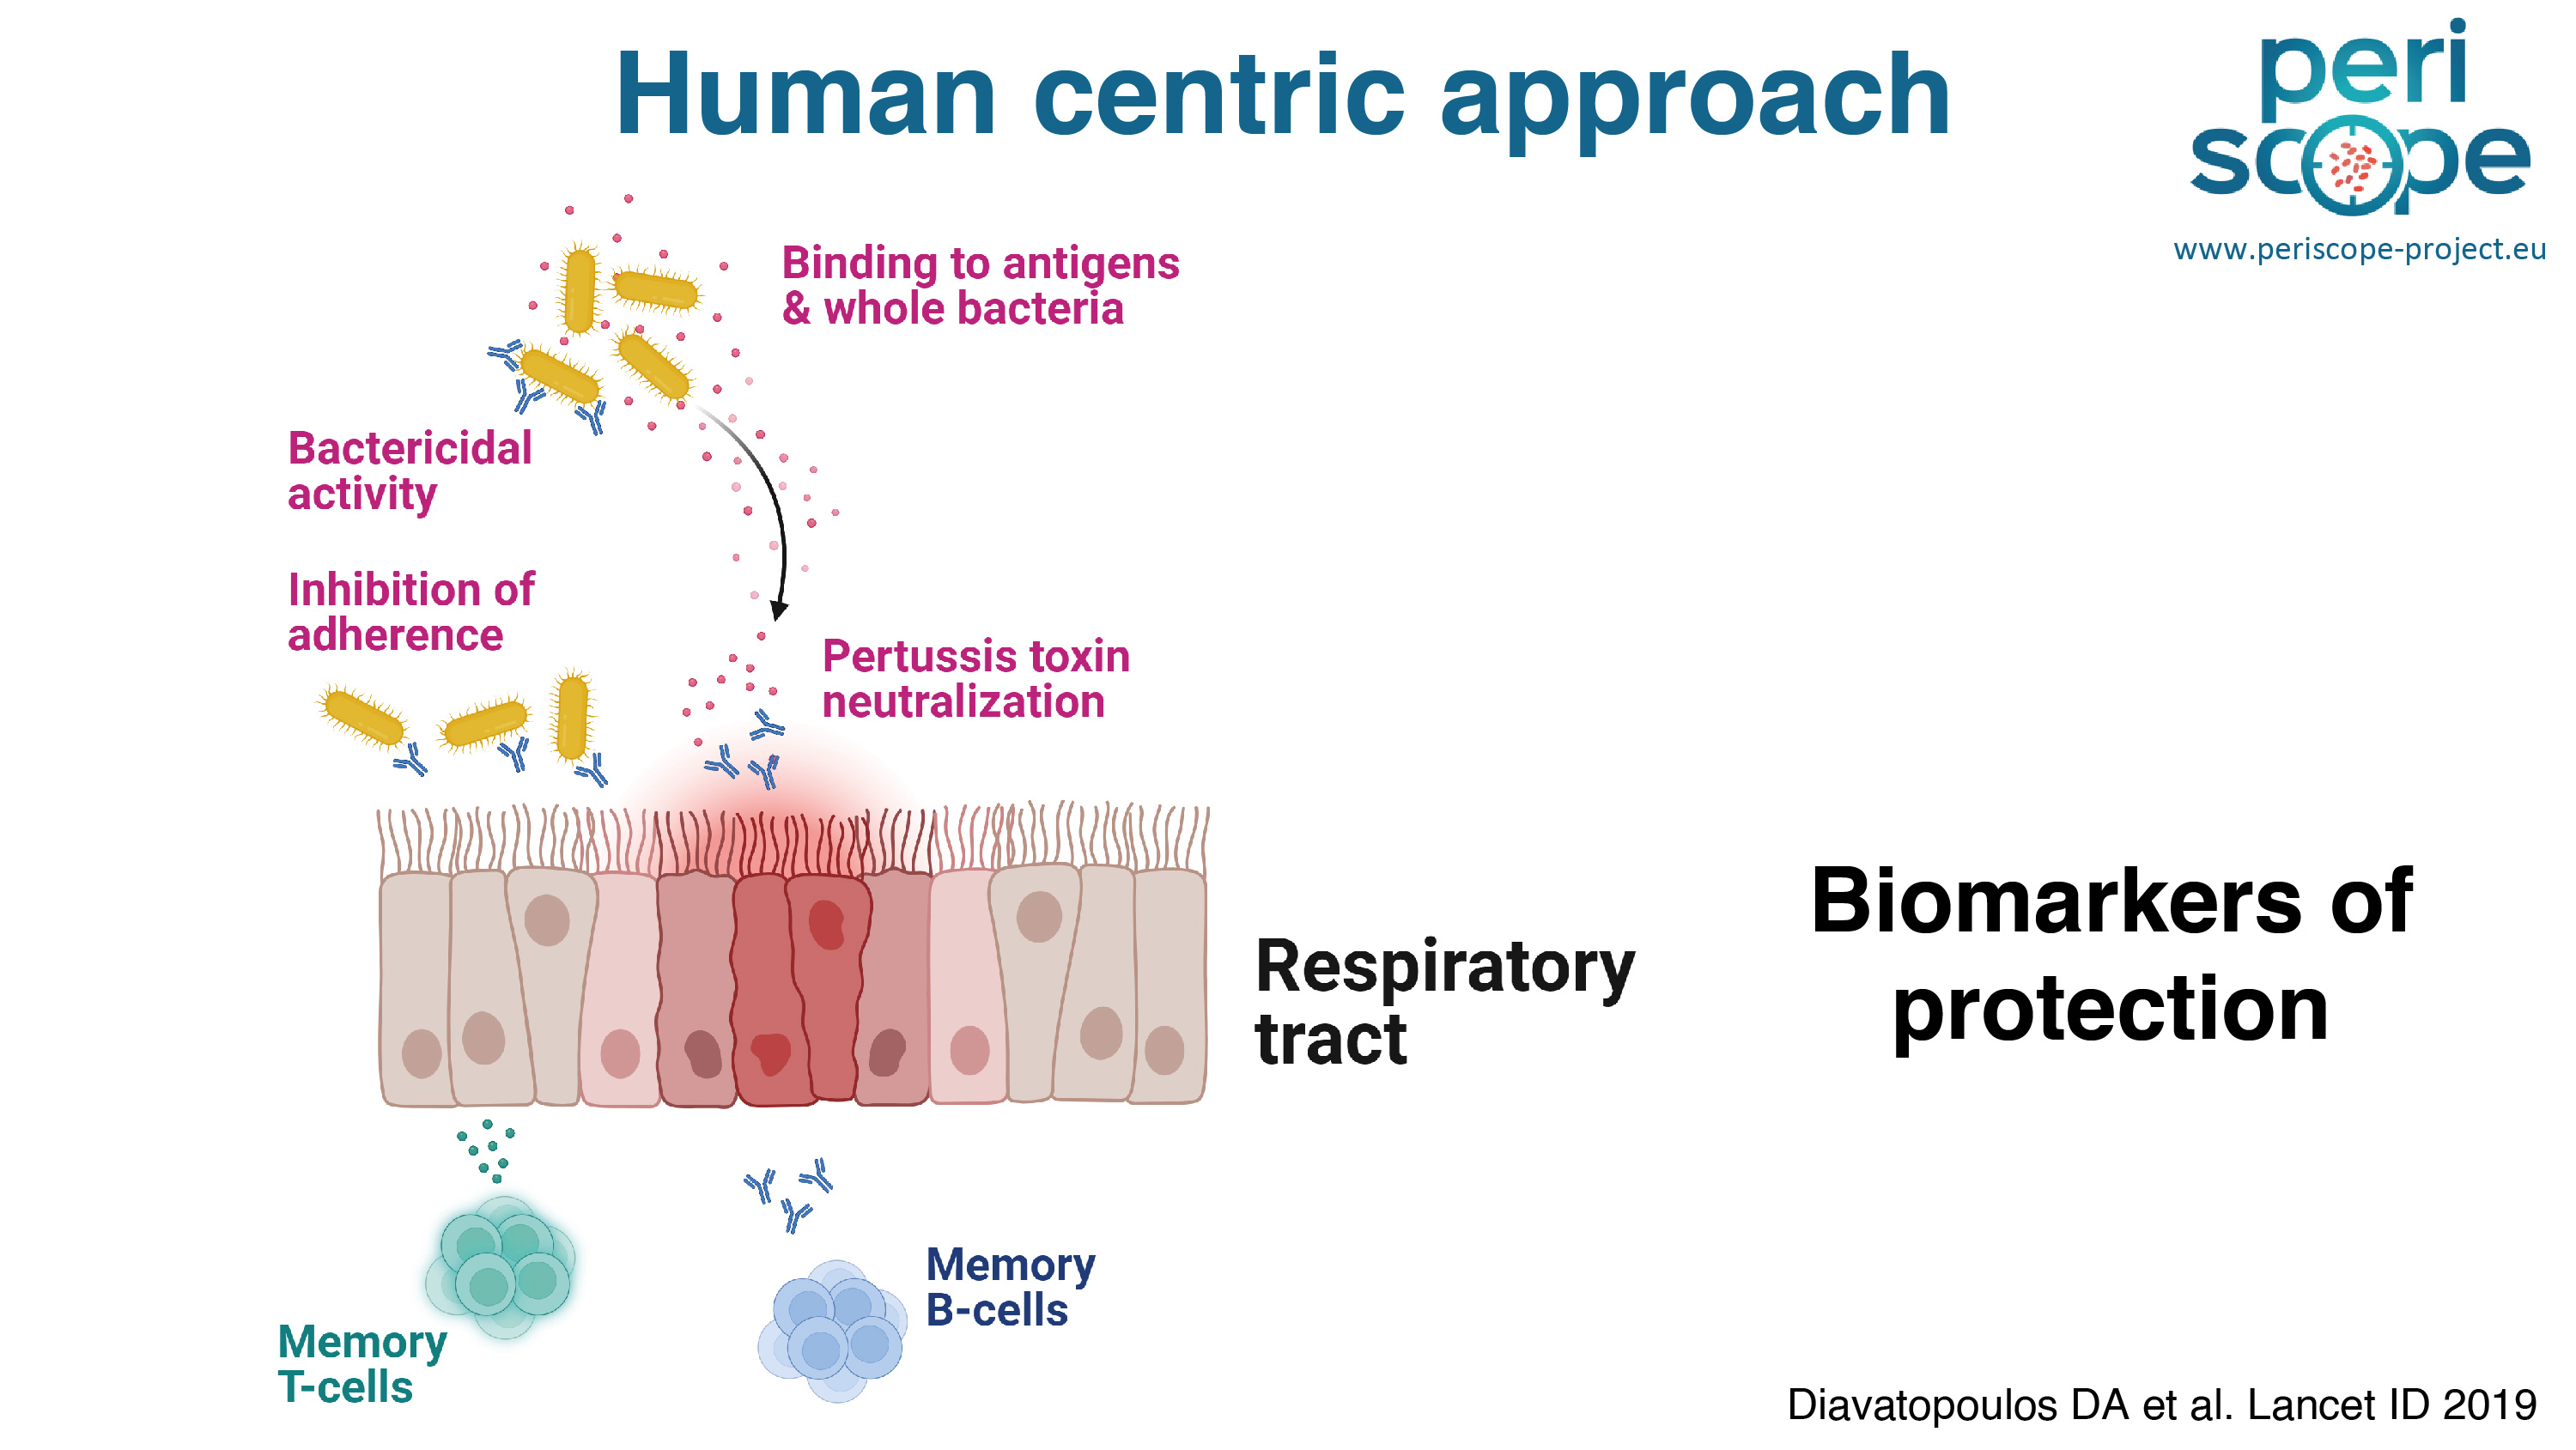 Human centric approach
peri
scope
www.periscope-project.eu
Binding to antigens
& whole bacteria
Bactericidal
activity
Inhibition of
adherence
Pertussis toxin
neutralization
Respiratory
tract
Biomarkers of
protection
Memory
B-cells
Memory
T-cells
Diavatopoulos DA et al. Lancet ID 2019